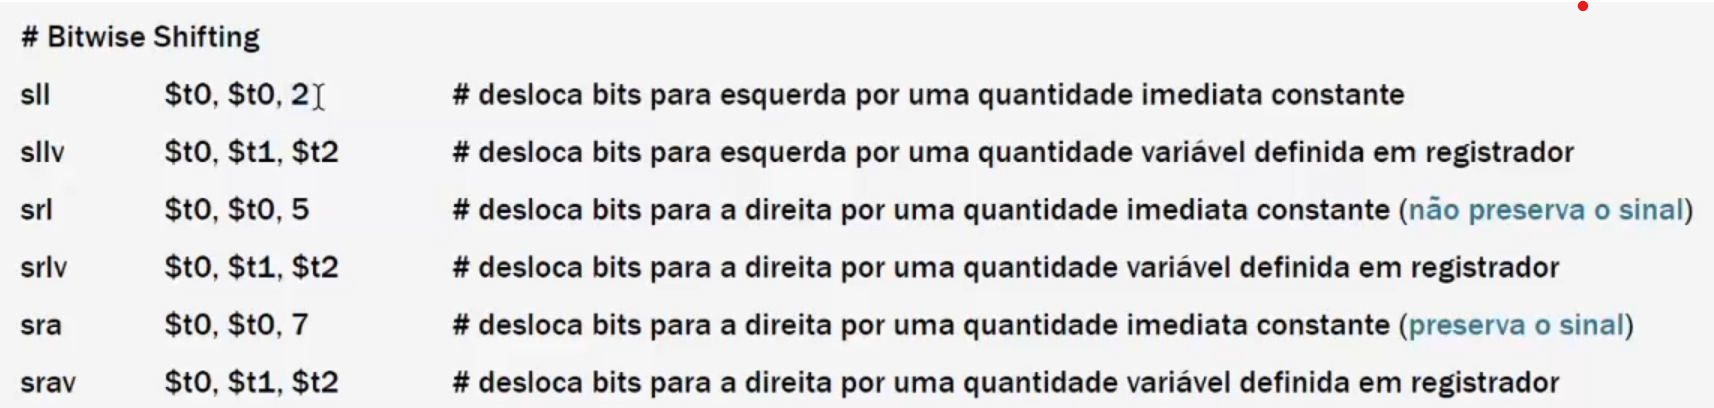 # Bitwise Shifting
sll $t0, $t0, 2 # desloca bits para esquerda por uma quantidade imediata constante
sllv $t0, $t1, $t2 # desloca bits para esquerda por uma quantidade variável definida em registrador
srl $t0, $t0, 5 # desloca bits para a direita por uma quantidade imediata constante (não preserva o sinal)
srlv $t0, $t1, $t2 # desloca bits para a direita por uma quantidade variável definida em registrador
sra $t0, $t0, 7 # desloca bits para a direita por uma quantidade imediata constante (preserva o sinal)
srav $t0, $t1, $t2 # desloca bits para a direita por uma quantidade variável definida em registrador